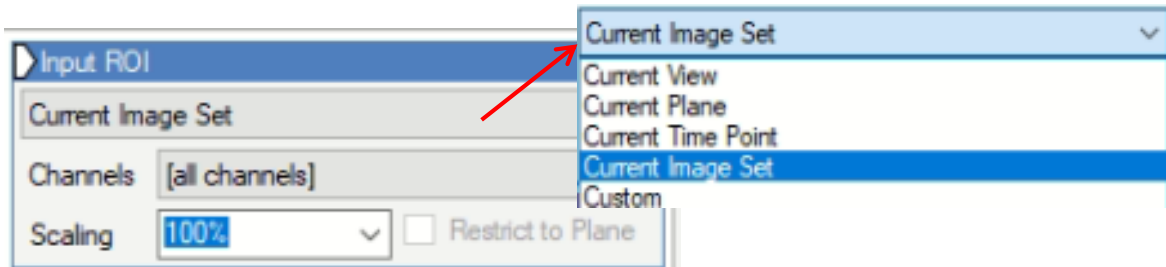 Input ROI
Current Image Set
Channels [all channels]
Scaling 100% Restrict to Plane
Current Image Set
Current View
Current Plane
Current Time Point
Current Image Set
Custom